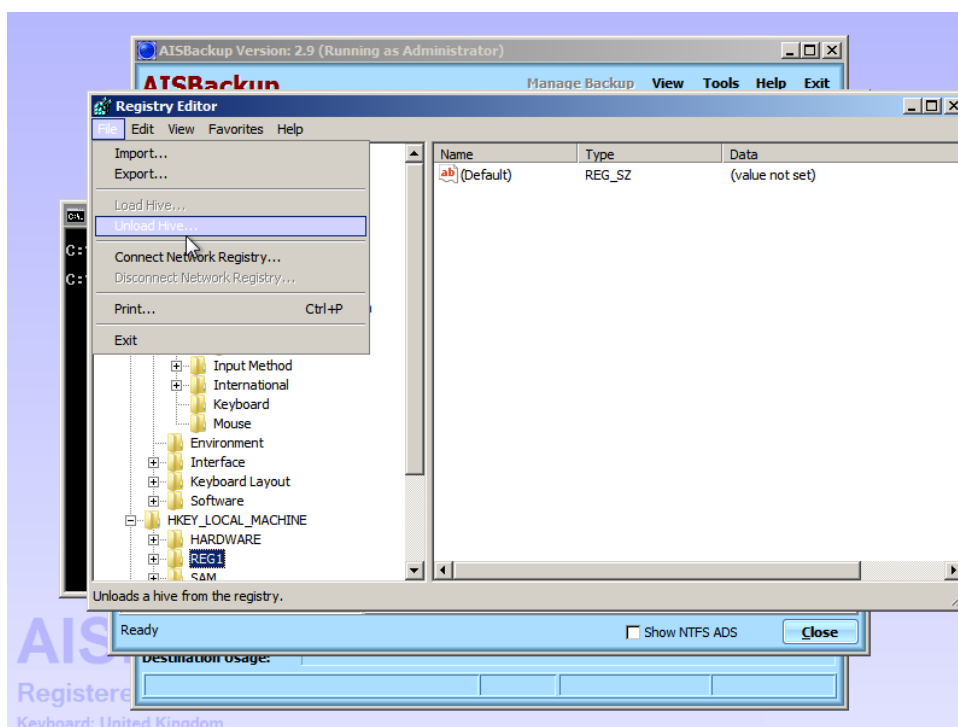 AISBackup Version: 2.9 (Running as Administrator)
AISBackup
Manage Backup View Tools Help Exit
Registry Editor
File Edit View Favorites Help
Import...
Export...
Load Hive...
Unload Hive...
Connect Network Registry...
Disconnect Network Registry...
Print... Ctrl+P
Exit
Name Type Data
ab (Default) REG_SZ (value not set)
C:\
C:
C:
Input Method
International
Keyboard
Mouse
Environment
Interface
Keyboard Layout
Software
HKEY_LOCAL_MACHINE
HARDWARE
REG1
SAM
Unloads a hive from the registry.
Ready
Show NTFS ADS
Close
Destination Usage:
AIS
Registere
Keyboard: United Kingdom